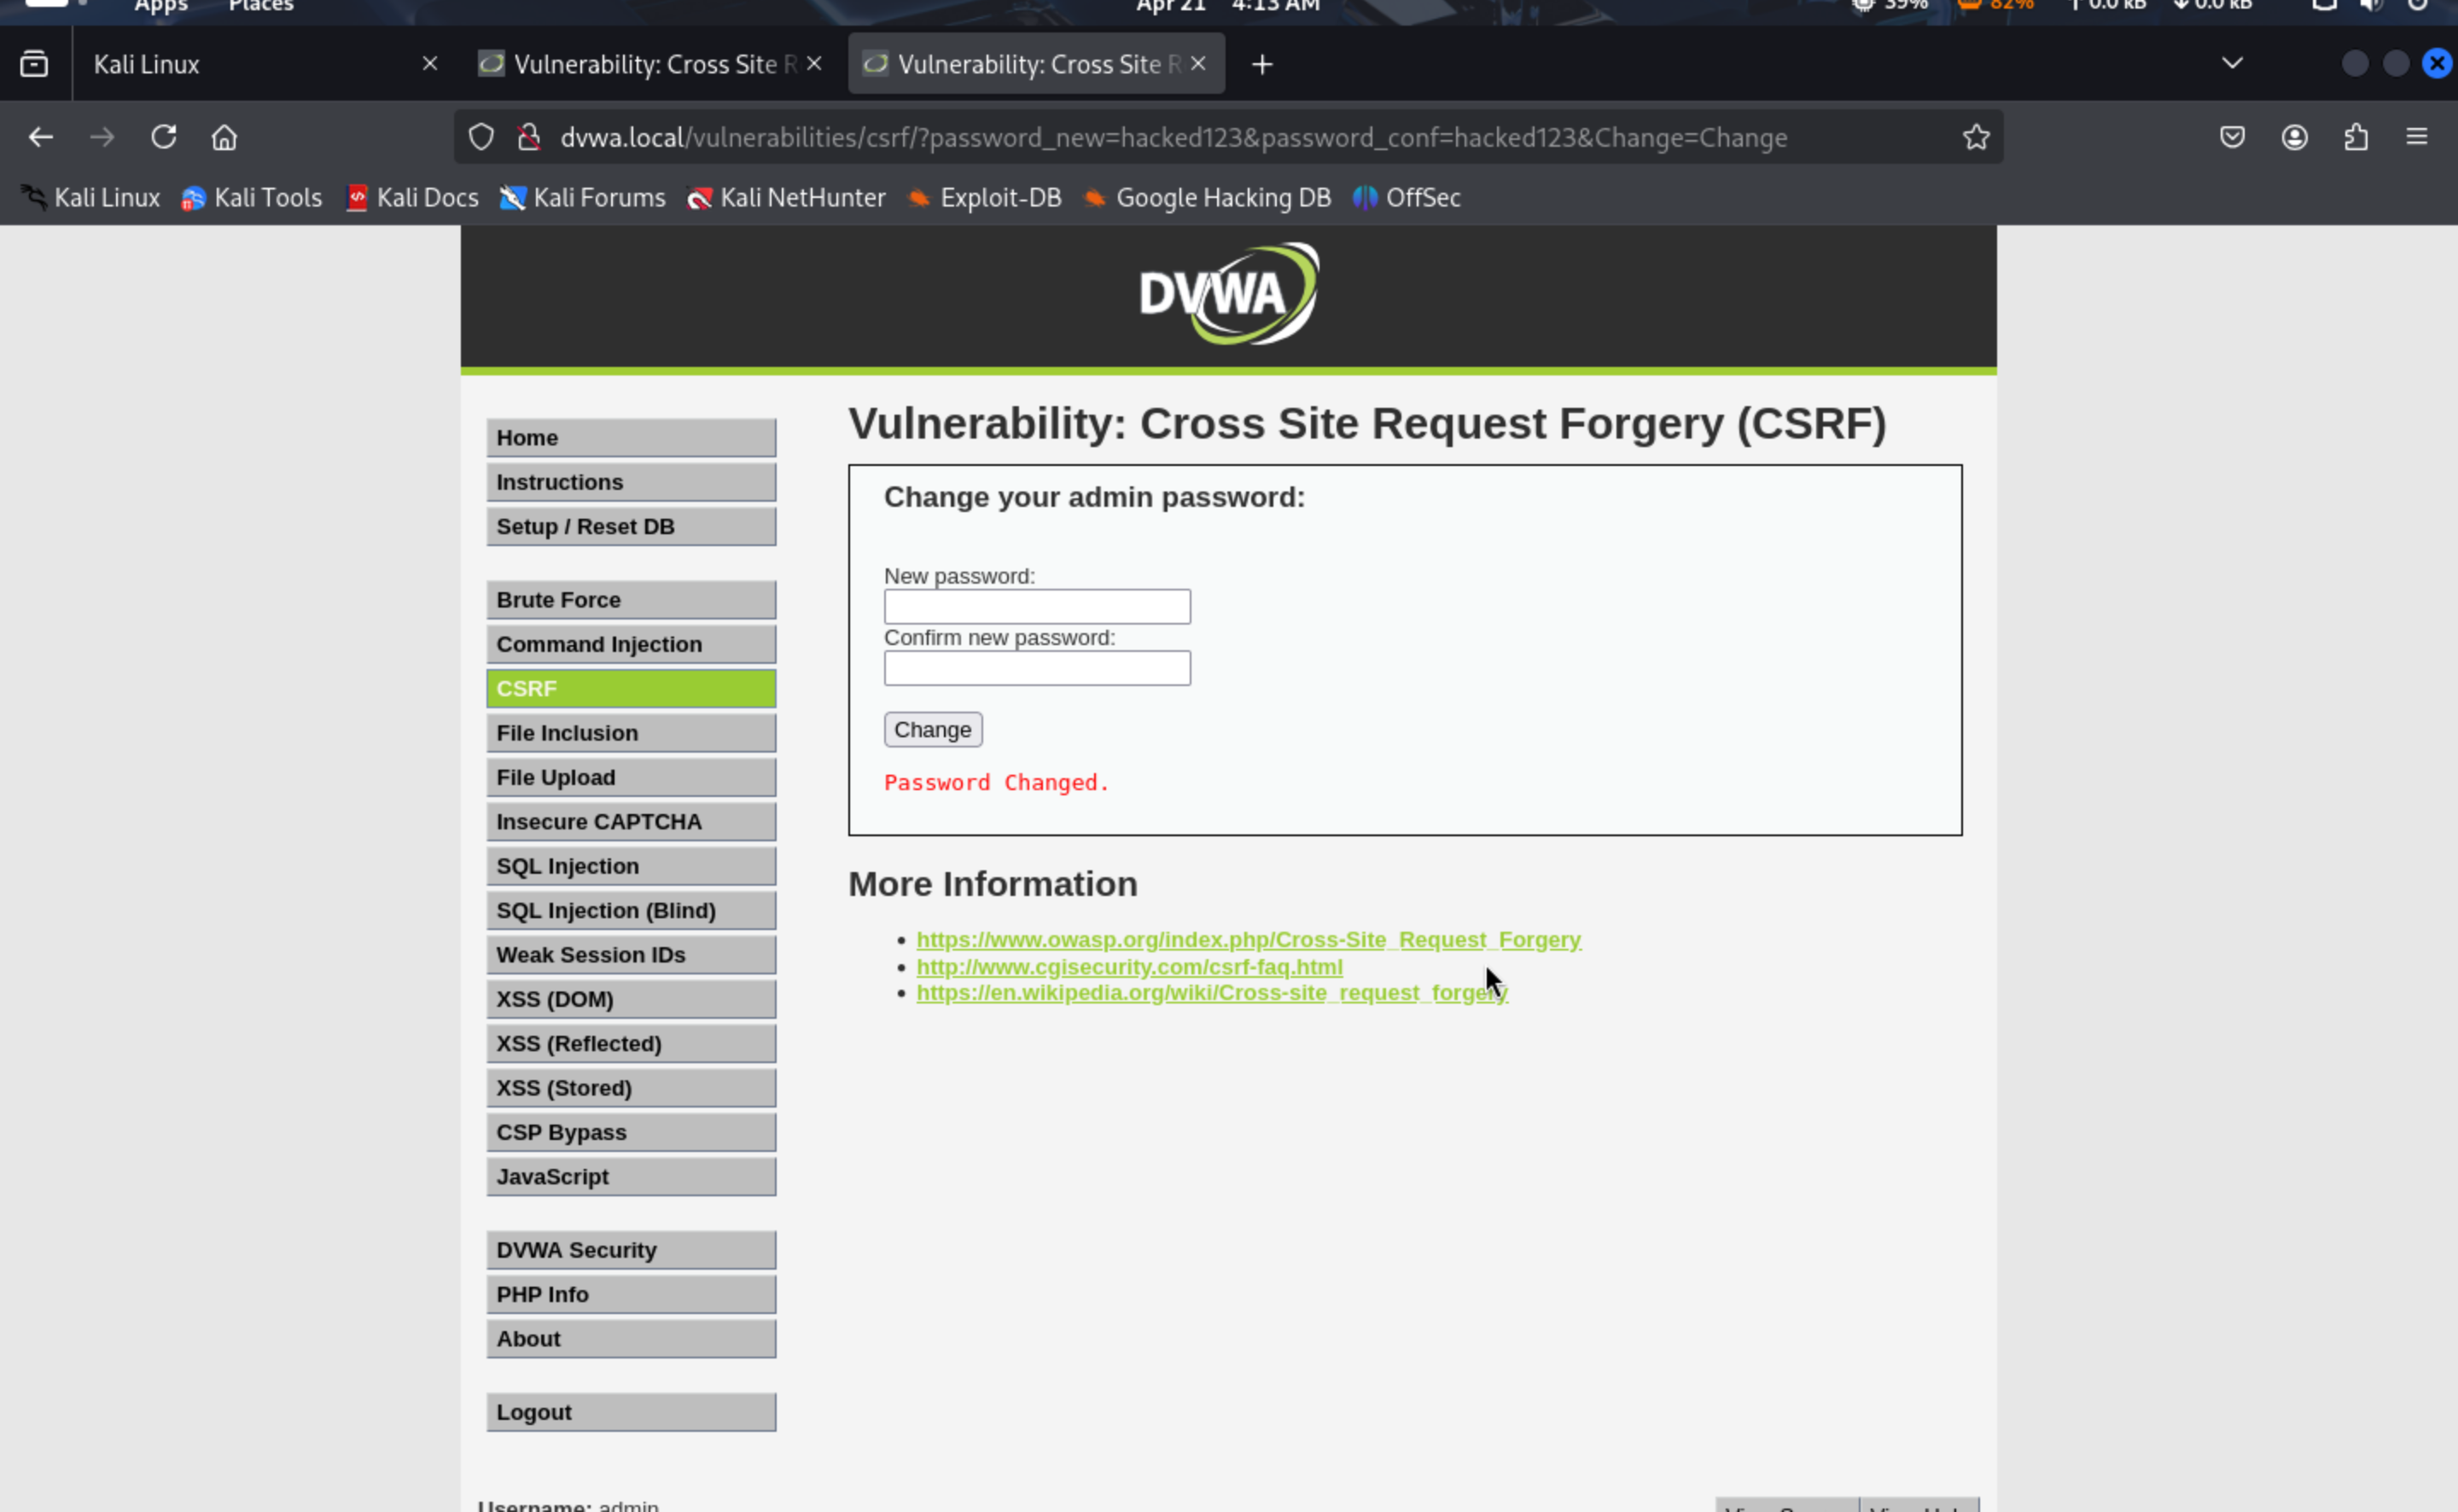 Apps Places Apr 21 4:13 AM 39% 82% 0.0 kB 0.0 kB
Kali Linux Vulnerability: Cross Site R Vulnerability: Cross Site R
dvwa.local/vulnerabilities/csrf/?password_new=hacked123&password_conf=hacked123&Change=Change
Kali Linux Kali Tools Kali Docs Kali Forums Kali NetHunter Exploit-DB Google Hacking DB OffSec
DVWA
Home
Instructions
Setup / Reset DB
Brute Force
Command Injection
CSRF
File Inclusion
File Upload
Insecure CAPTCHA
SQL Injection
SQL Injection (Blind)
Weak Session IDs
XSS (DOM)
XSS (Reflected)
XSS (Stored)
CSP Bypass
JavaScript
DVWA Security
PHP Info
About
Logout
Vulnerability: Cross Site Request Forgery (CSRF)
Change your admin password:
New password:
Confirm new password:
Change
Password Changed.
More Information
https://www.owasp.org/index.php/Cross-Site_Request_Forgery
http://www.cgisecurity.com/csrf-faq.html
https://en.wikipedia.org/wiki/Cross-site_request_forgery
Username: admin